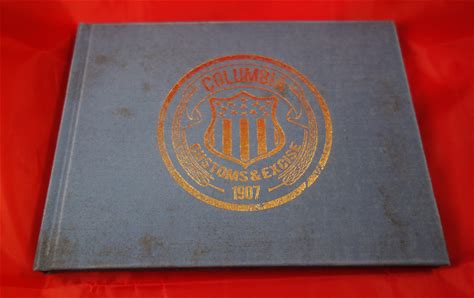 COLUMBIA
CUSTOMS & EXCISE
1907